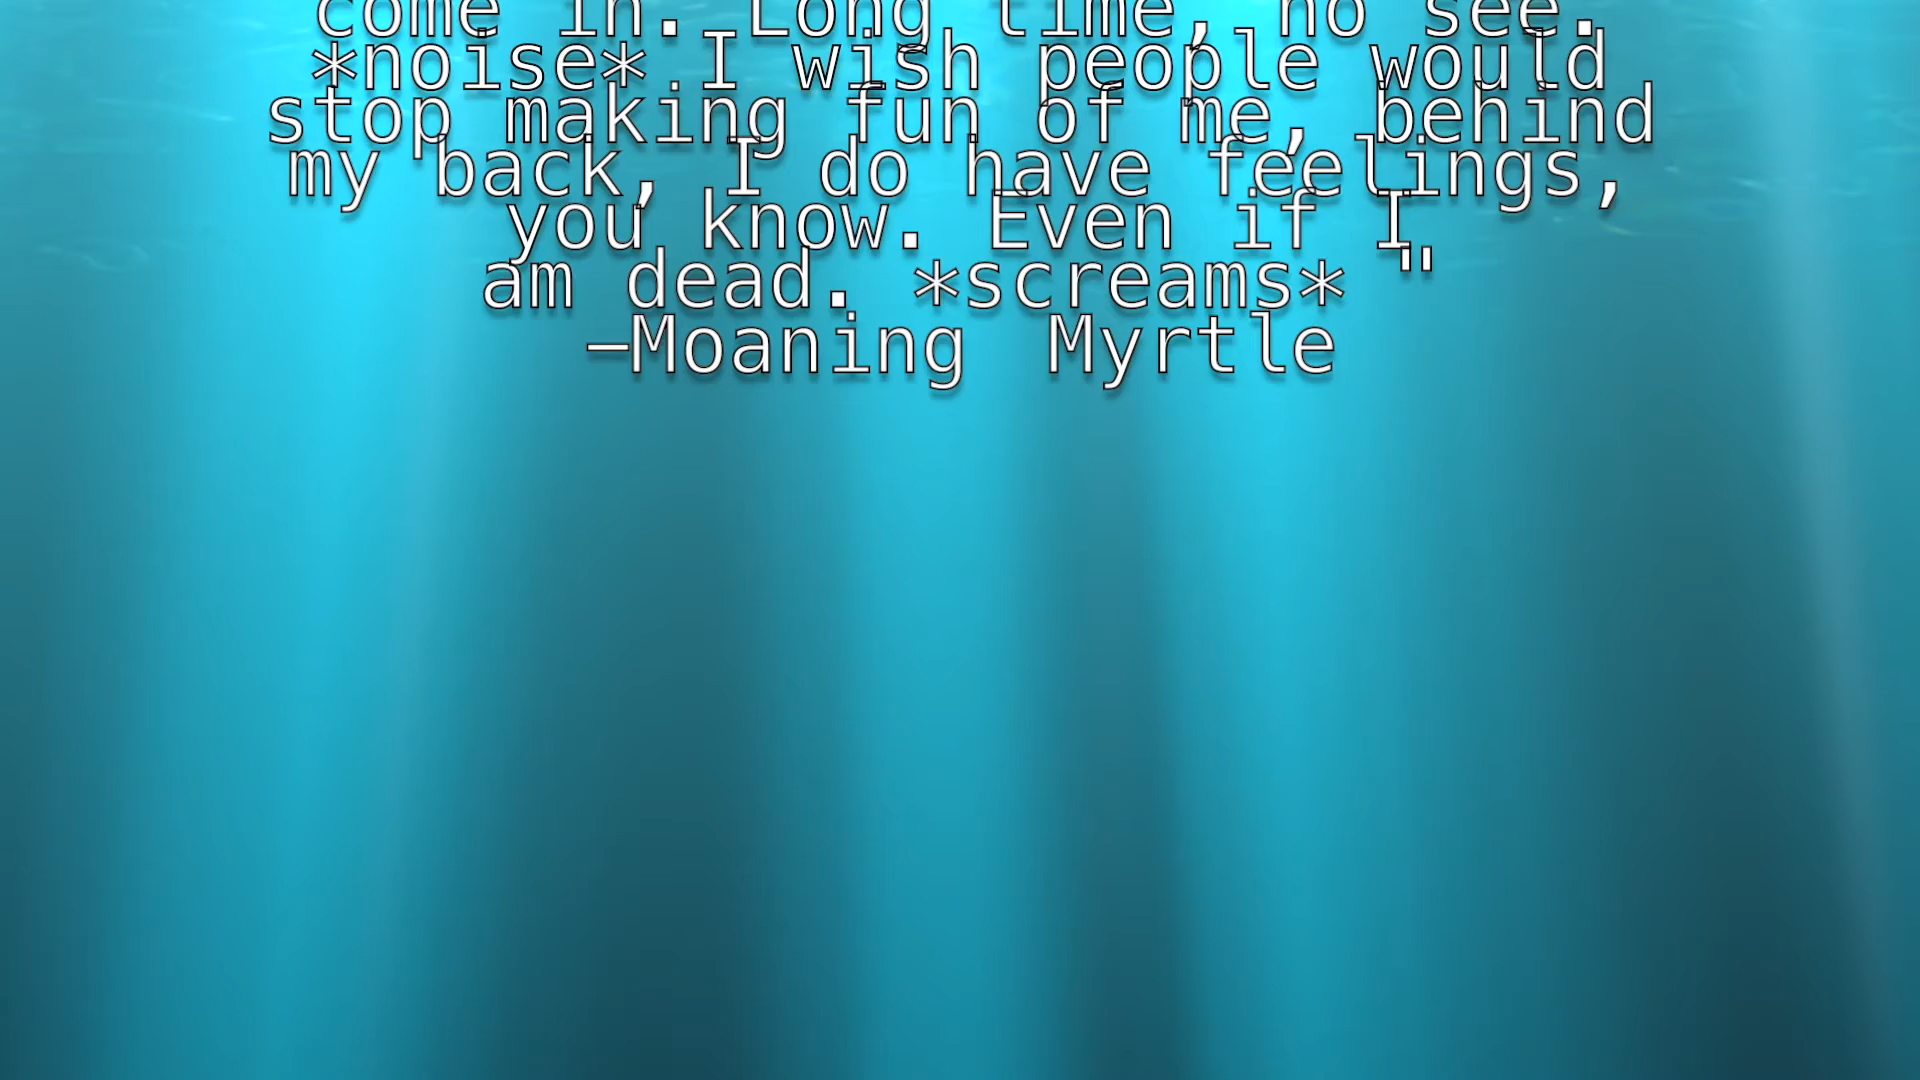 come in. Long time, no see.
*noise* I wish people would
stop making fun of me, behind
my back, I do have feelings,
you know. Even if I
am dead. *screams* "
–Moaning Myrtle